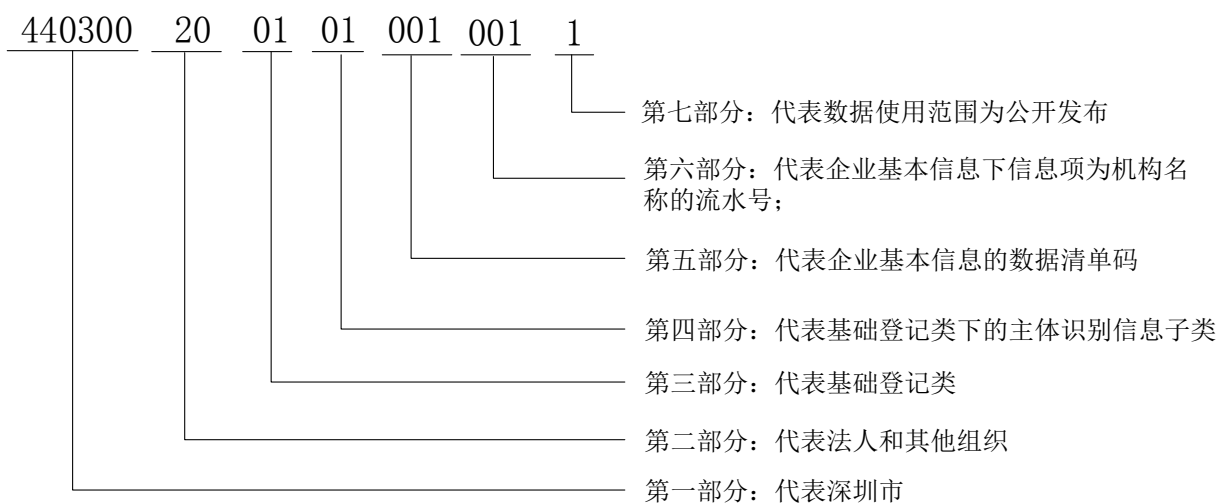 440300 20 01 01 001 001 1
第七部分：代表数据使用范围为公开发布
第六部分：代表企业基本信息下信息项为机构名
称的流水号；
第五部分：代表企业基本信息的数据清单码
第四部分：代表基础登记类下的主体识别信息子类
第三部分：代表基础登记类
第二部分：代表法人和其他组织
第一部分：代表深圳市